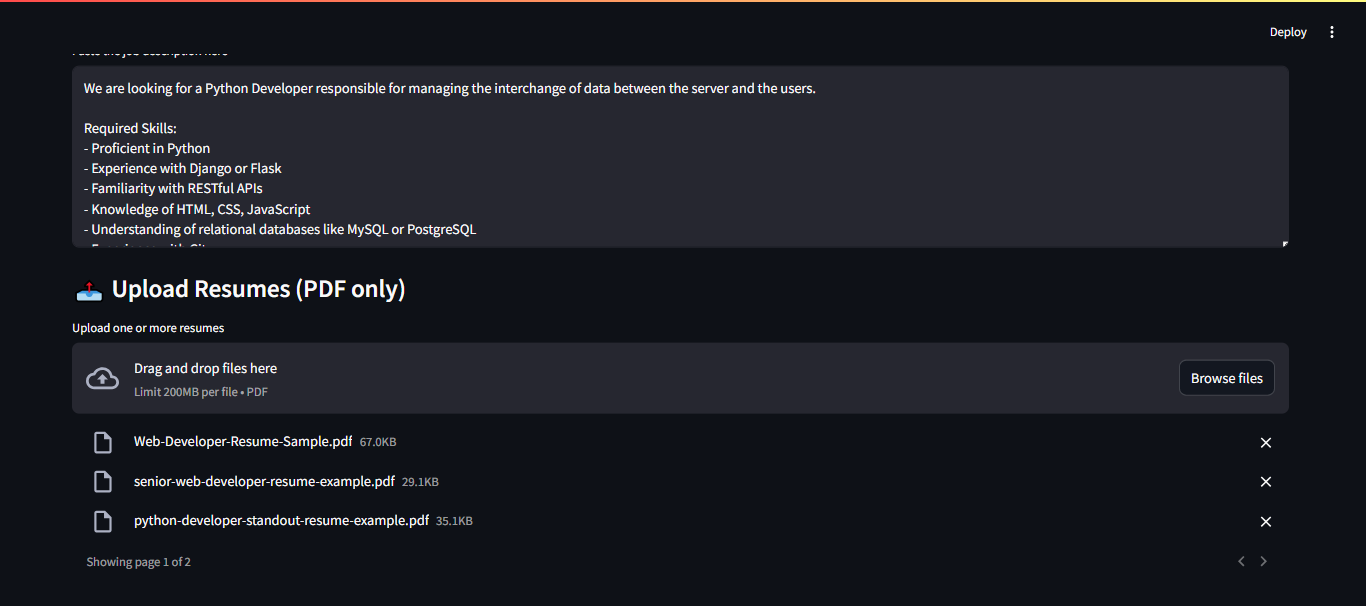 Deploy
We are looking for a Python Developer responsible for managing the interchange of data between the server and the users.
Required Skills:
- Proficient in Python
- Experience with Django or Flask
- Familiarity with RESTful APIs
- Knowledge of HTML, CSS, JavaScript
- Understanding of relational databases like MySQL or PostgreSQL
Upload Resumes (PDF only)
Upload one or more resumes
Drag and drop files here
Limit 200MB per file • PDF
Browse files
Web-Developer-Resume-Sample.pdf 67.0KB
senior-web-developer-resume-example.pdf 29.1KB
python-developer-standout-resume-example.pdf 35.1KB
Showing page 1 of 2